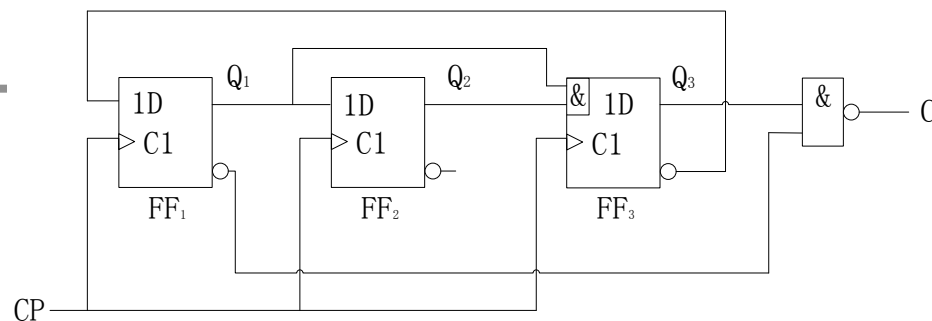 Q1 Q2 Q3
1D 1D & 1D &
C1 C1 C1
FF1 FF2 FF3
CP